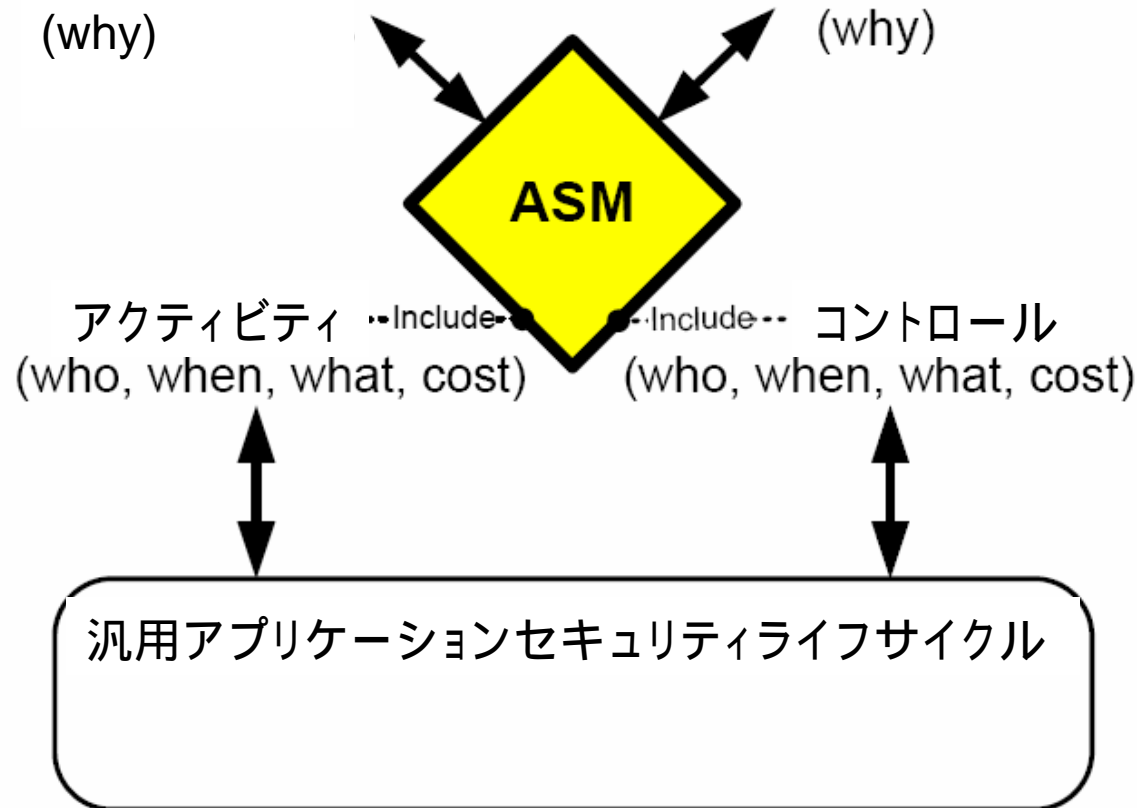 (why)
(why)
ASM
アクティビティ
Include
Include
コントロール
(who, when, what, cost)
(who, when, what, cost)
汎用アプリケーションセキュリティライフサイクル